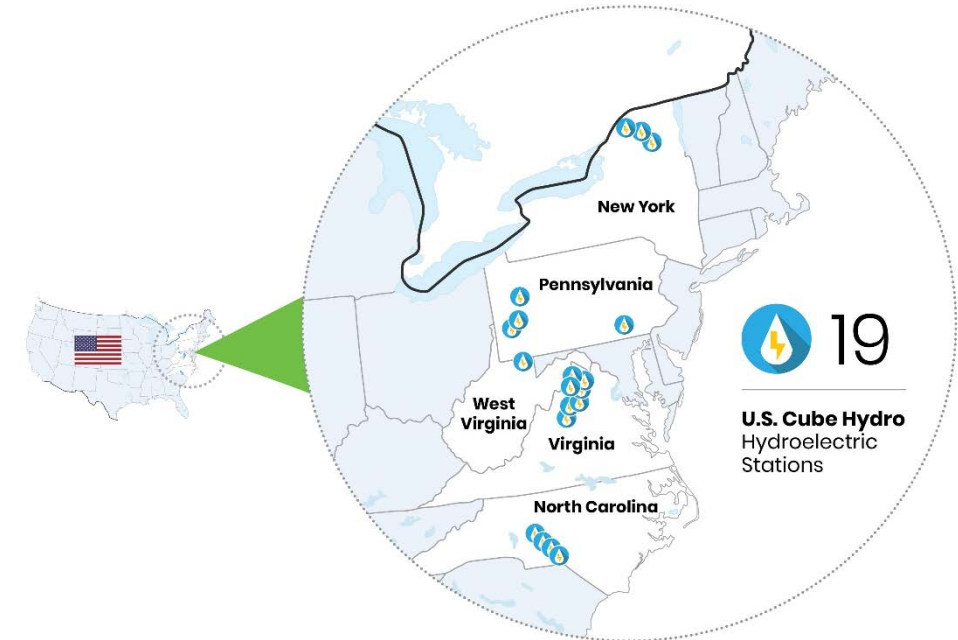 New York
Pennsylvania
West
Virginia
Virginia
North Carolina
19
U.S. Cube Hydro
Hydroelectric
Stations